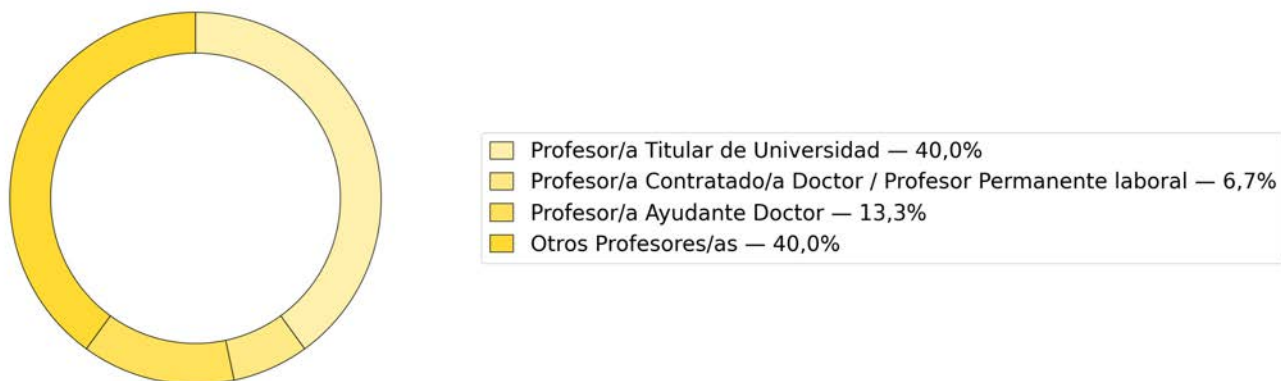 Profesor/a Titular de Universidad — 40,0%
Profesor/a Contratado/a Doctor / Profesor Permanente laboral — 6,7%
Profesor/a Ayudante Doctor — 13,3%
Otros Profesores/as — 40,0%